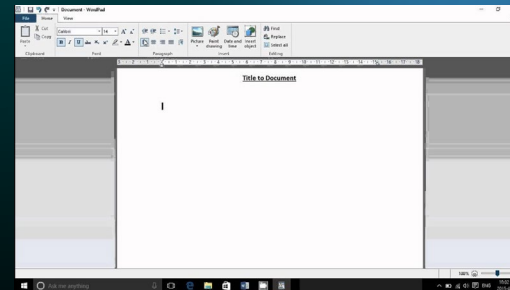 Document - WordPad
File Home View
Cut
Copy
Paste
Calibri 14
Picture Paint drawing Date and time Insert object
Find
Replace
Select all
Clipboard Font Paragraph Insert Editing
Title to Document
100%
Ask me anything
ENG